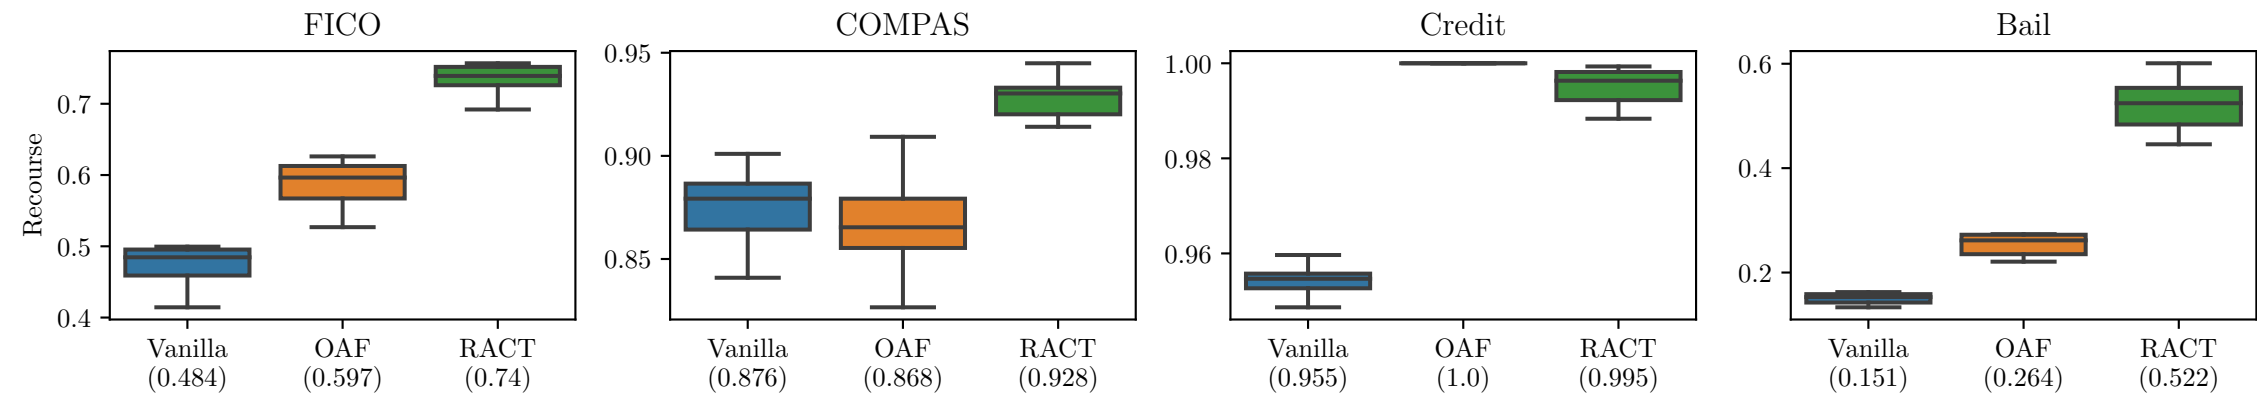 FICO
Recourse
0.7
0.6
0.5
0.4
Vanilla
(0.484)
OAF
(0.597)
RACT
(0.74)
COMPAS
0.95
0.90
0.85
Vanilla
(0.876)
OAF
(0.868)
RACT
(0.928)
Credit
1.00
0.98
0.96
Vanilla
(0.955)
OAF
(1.0)
RACT
(0.995)
Bail
0.6
0.4
0.2
Vanilla
(0.151)
OAF
(0.264)
RACT
(0.522)